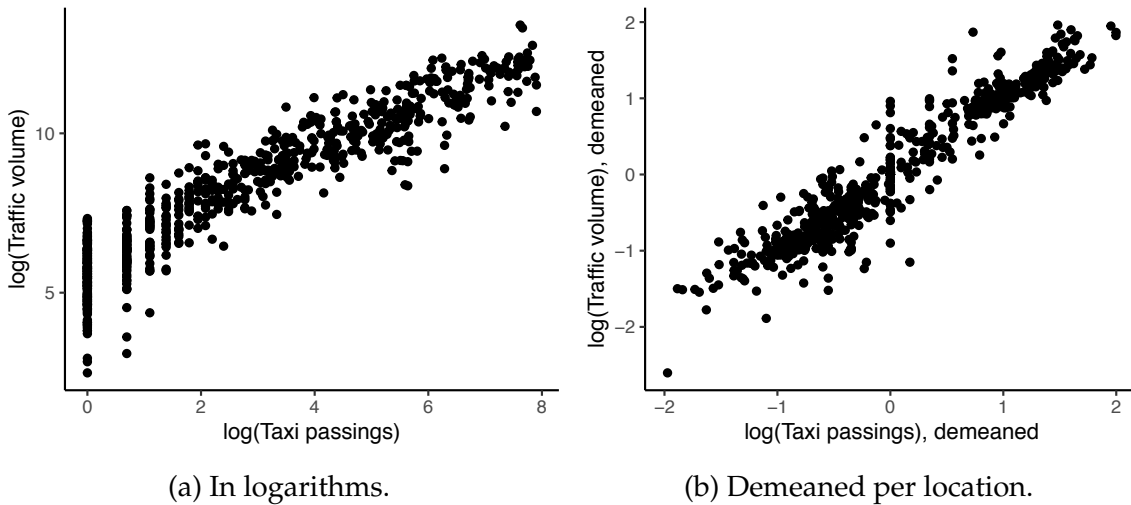 log(Traffic volume)
10
5
0
2
4
6
8
log(Taxi passings)
(a) In logarithms.
log(Traffic volume), demeaned
2
1
0
−1
−2
−2
−1
0
1
2
log(Taxi passings), demeaned
(b) Demeaned per location.